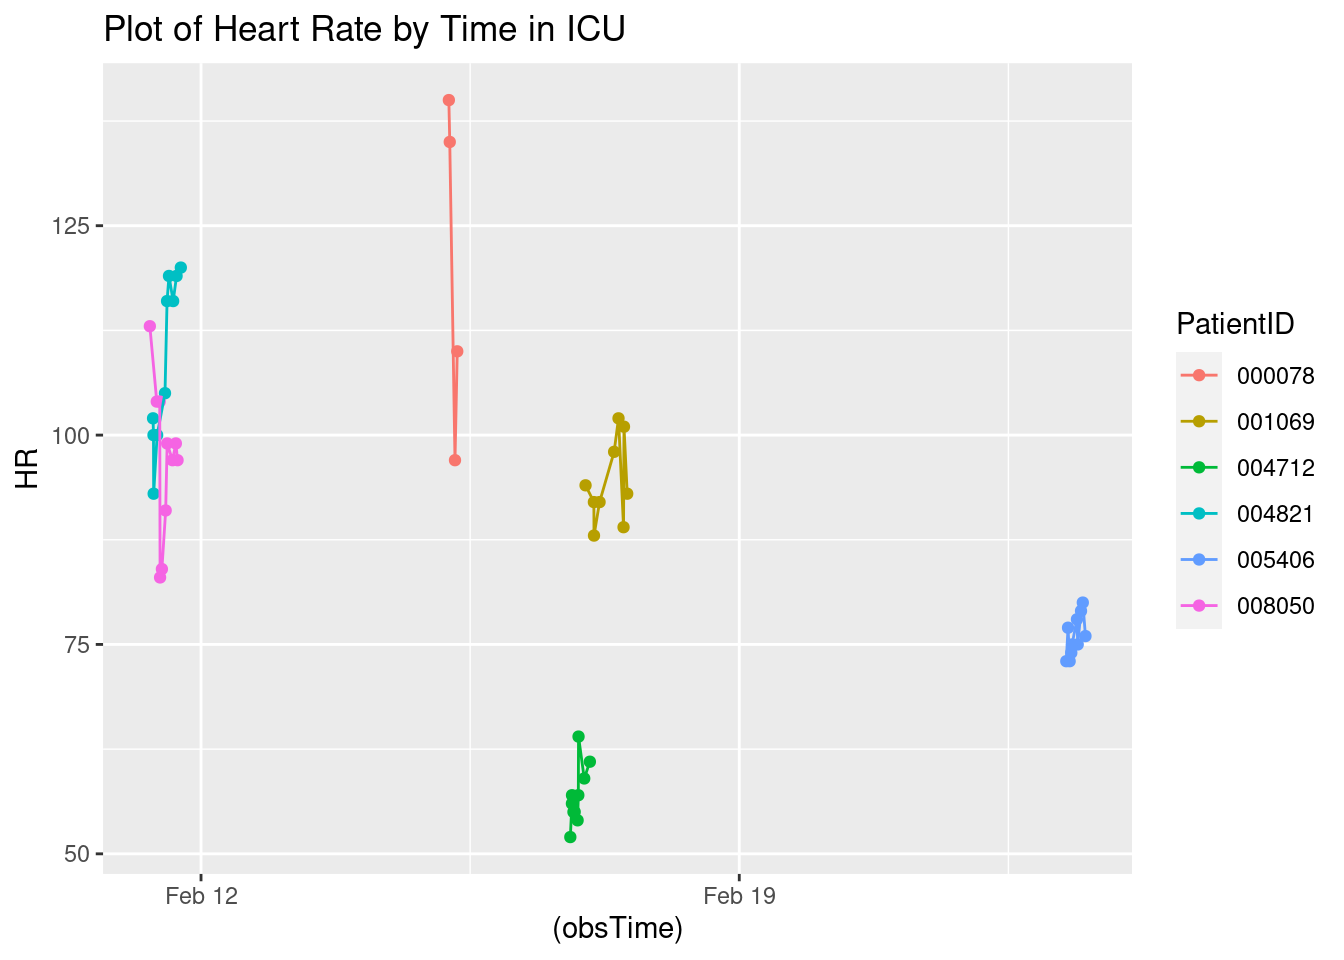 Plot of Heart Rate by Time in ICU
125
100
75
50
HR
Feb 12
Feb 19
(obsTime)
PatientID
000078
001069
004712
004821
005406
008050